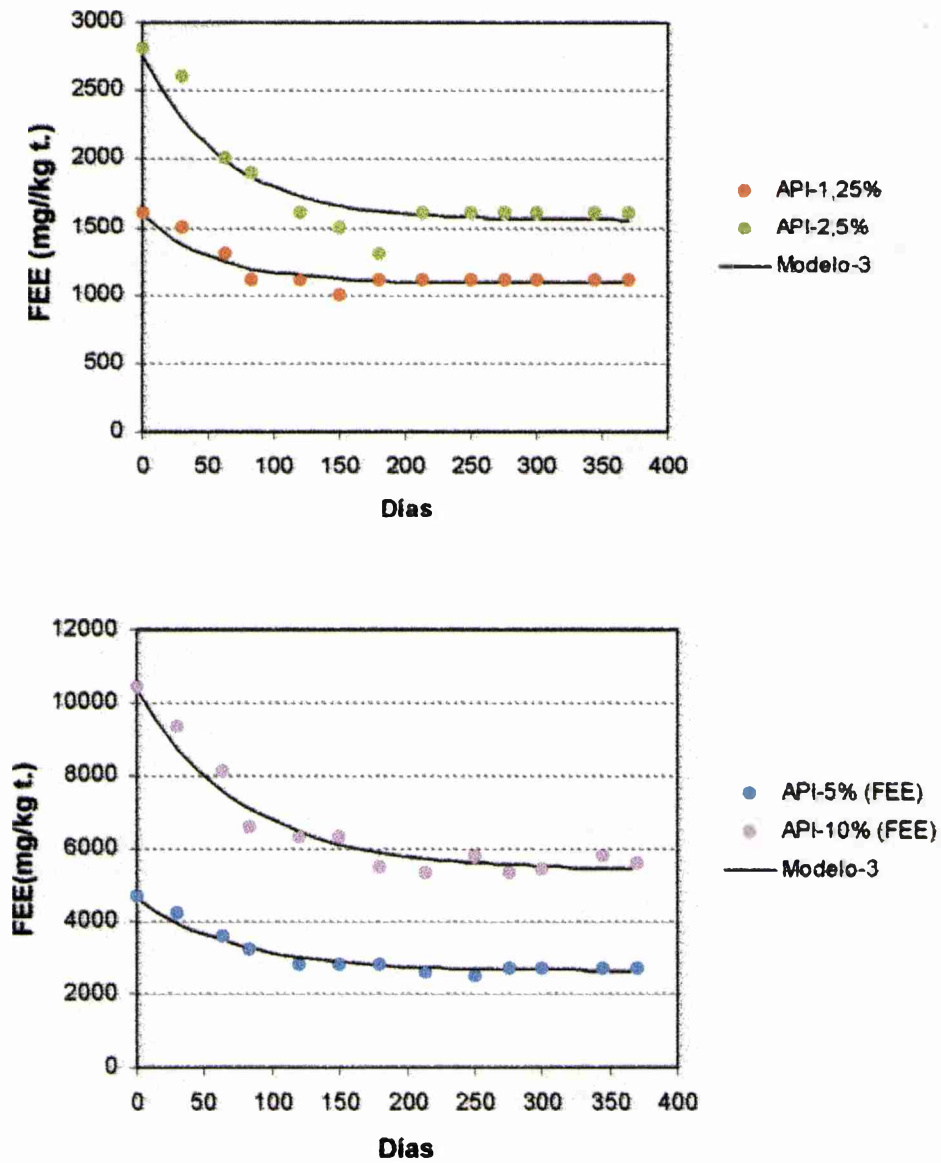 3000
2500
2000
1500
1000
500
0
FEE (mg//kg t.)
0 50 100 150 200 250 300 350 400
Días
API-1,25%
API-2,5%
Modelo-3
12000
10000
8000
6000
4000
2000
0
FEE(mg/kg t.)
0 50 100 150 200 250 300 350 400
Días
API-5% (FEE)
API-10% (FEE)
Modelo-3